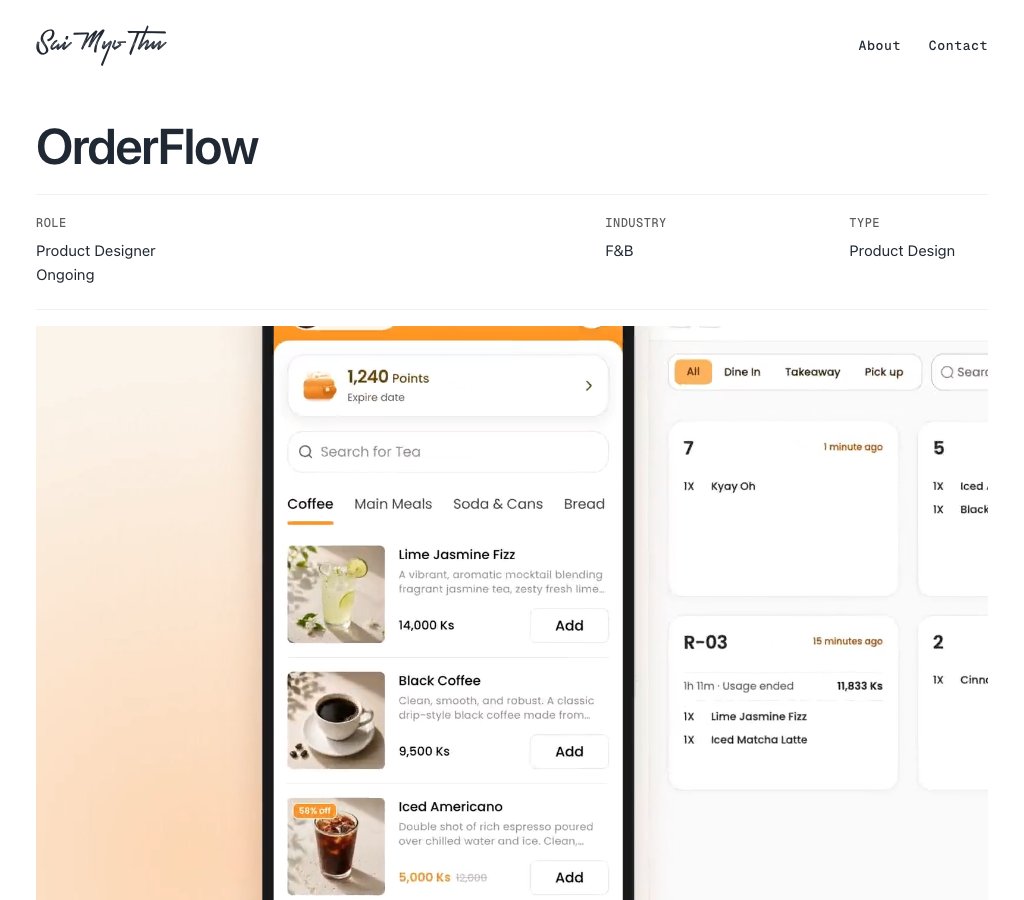 Sai Myo Thu
About
Contact
OrderFlow
ROLE
Product Designer
Ongoing
INDUSTRY
F&B
TYPE
Product Design
1,240 Points
Expire date
Search for Tea
Coffee
Main Meals
Soda & Cans
Bread
Lime Jasmine Fizz
A vibrant, aromatic mocktail blending
fragrant jasmine tea, zesty fresh lime…
14,000 Ks
Add
Black Coffee
Clean, smooth, and robust. A classic
drip-style black coffee made from…
9,500 Ks
Add
58% off
Iced Americano
Double shot of rich espresso poured
over chilled water and ice. Clean,…
5,000 Ks 12,000
Add
All
Dine In
Takeaway
Pick up
Searc
7
1 minute ago
1X Kyay Oh
5
1X Iced
1X Black
R-03
15 minutes ago
1h 11m · Usage ended
11,833 Ks
1X Lime Jasmine Fizz
1X Iced Matcha Latte
2
1X Cinn